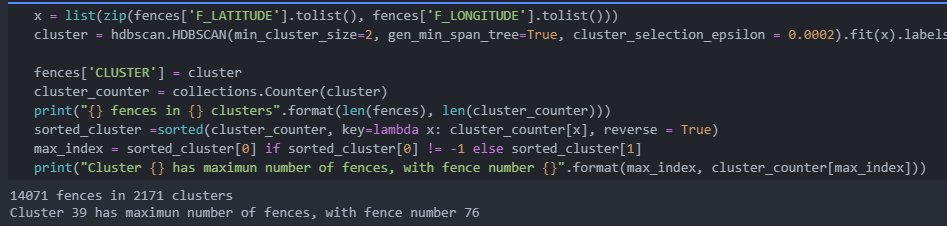 x = list(zip(fences['F_LATITUDE'].tolist(), fences['F_LONGITUDE'].tolist()))
cluster = hdbscan.HDBSCAN(min_cluster_size=2, gen_min_span_tree=True, cluster_selection_epsilon = 0.0002).fit(x).labels
fences['CLUSTER'] = cluster
cluster_counter = collections.Counter(cluster)
print("{} fences in {} clusters".format(len(fences), len(cluster_counter)))
sorted_cluster =sorted(cluster_counter, key=lambda x: cluster_counter[x], reverse = True)
max_index = sorted_cluster[0] if sorted_cluster[0] != -1 else sorted_cluster[1]
print("Cluster {} has maximun number of fences, with fence number {}".format(max_index, cluster_counter[max_index]))
14071 fences in 2171 clusters
Cluster 39 has maximun number of fences, with fence number 76